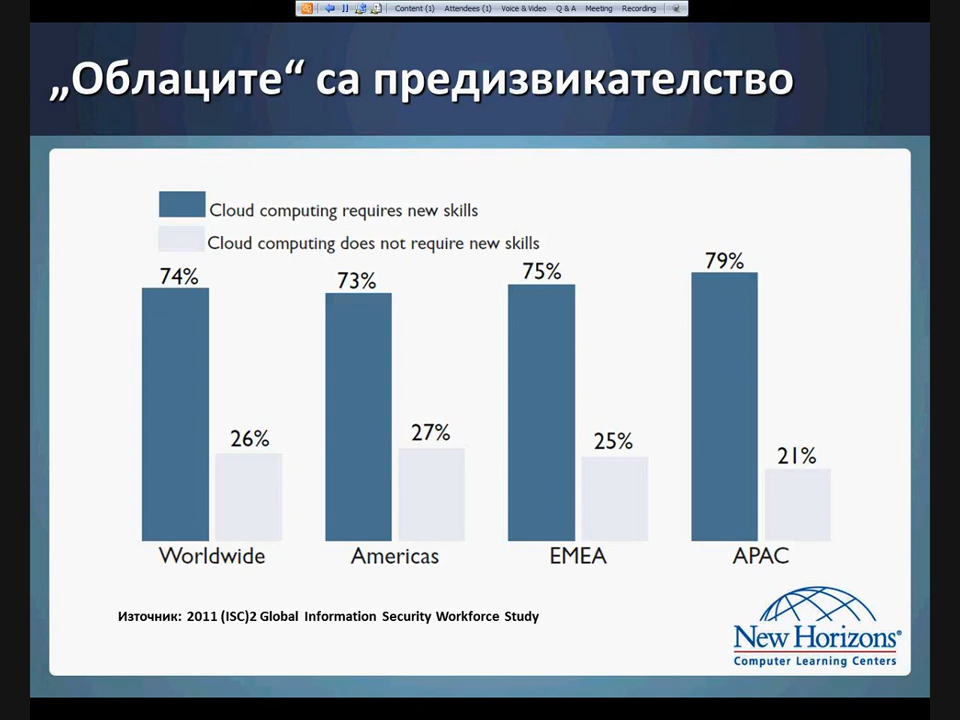 Content (1) Attendees (1) Voice & Video Q & A Meeting Recording
„Облаците“ са предизвикателство
Cloud computing requires new skills
Cloud computing does not require new skills
74% 73% 75% 79%
26% 27% 25% 21%
Worldwide Americas EMEA APAC
Източник: 2011 (ISC)2 Global Information Security Workforce Study
New Horizons®
Computer Learning Centers